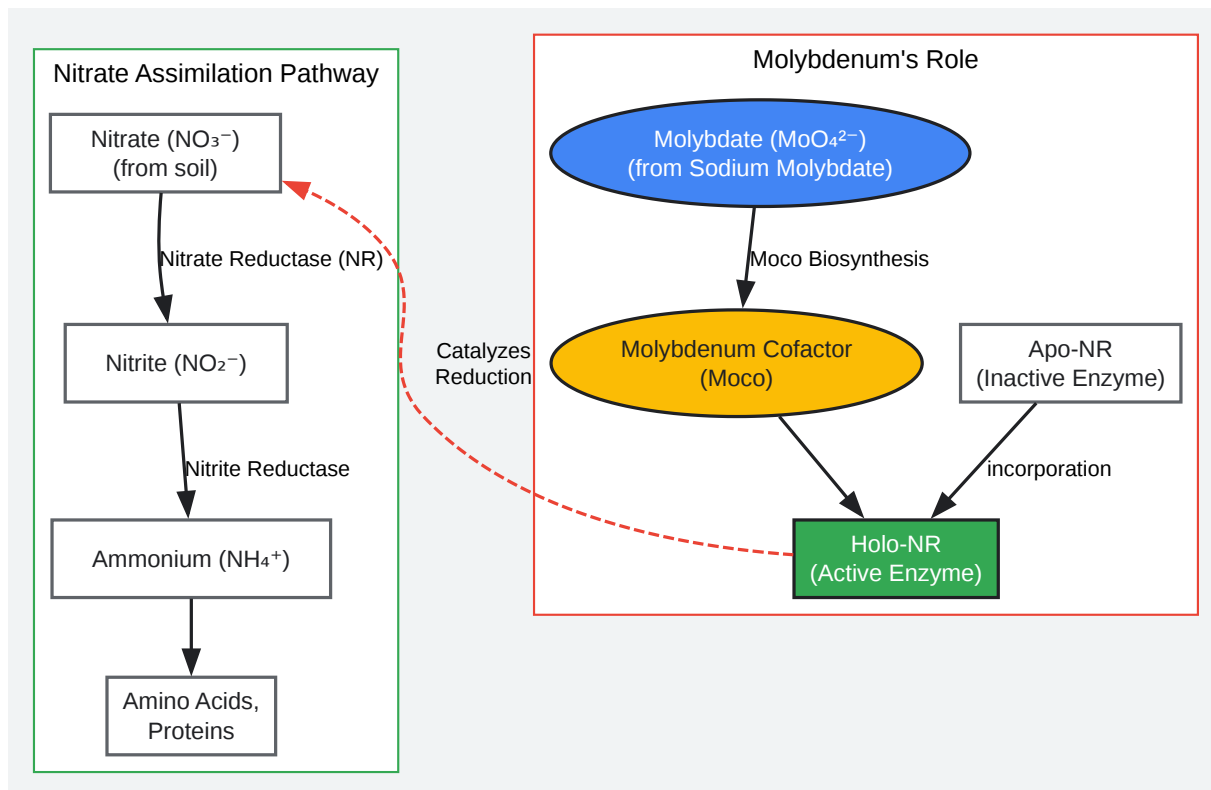 Nitrate Assimilation Pathway
Nitrate (NO₃⁻)
(from soil)
Nitrate Reductase (NR)
Nitrite (NO₂⁻)
Nitrite Reductase
Ammonium (NH₄⁺)
Amino Acids,
Proteins
Catalyzes
Reduction
Molybdenum's Role
Molybdate (MoO₄²⁻)
(from Sodium Molybdate)
Moco Biosynthesis
Molybdenum Cofactor
(Moco)
Apo-NR
(Inactive Enzyme)
incorporation
Holo-NR
(Active Enzyme)